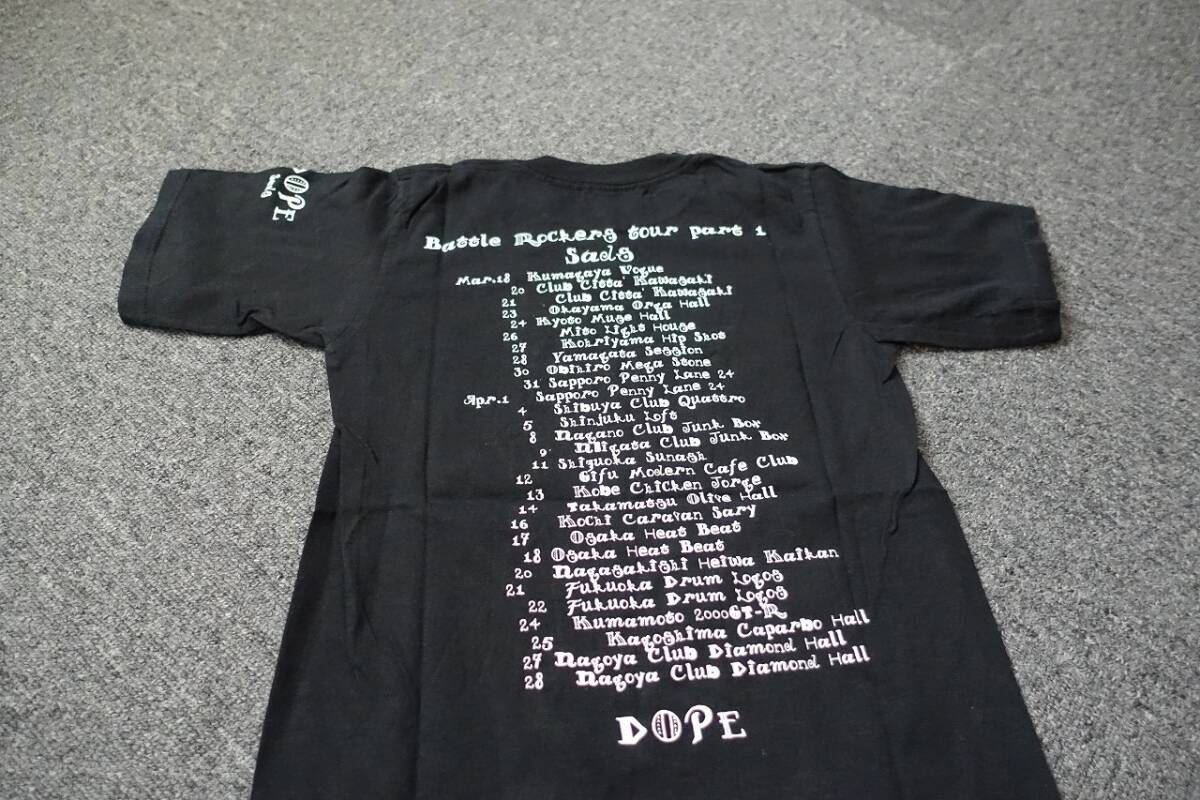 DOPE
Sads
Battle Rockers tour part 1
Sads
Mar.18 Kumagaya Vogue
20 Club Citta' Kawasaki
21 Club Citta' Kawasaki
23 Okayama Orga Hall
24 Kyoto Muse Hall
26 Mito Light House
27 Kohriyama Hip Shot
28 Yamagata Session
30 Obihiro Mega Stone
31 Sapporo Penny Lane 24
Apr.1 Sapporo Penny Lane 24
4 Shibuya Club Quattro
5 Shinjuku Loft
8 Nagano Club Junk Box
9 Niigata Club Junk Box
11 Shizuoka Sunash
12 Gifu Modern Cafe Club
13 Kobe Chicken Jorge
14 Takamatsu Olive Hall
16 Kochi Caravan Sary
17 Osaka Heat Beat
18 Osaka Heat Beat
20 Nagasakishi Heiwa Kaikan
21 Fukuoka Drum Logos
22 Fukuoka Drum Logos
24 Kumamoto 2000GT-R
25 Kagoshima Caparbo Hall
27 Nagoya Club Diamond Hall
28 Nagoya Club Diamond Hall
DOPE